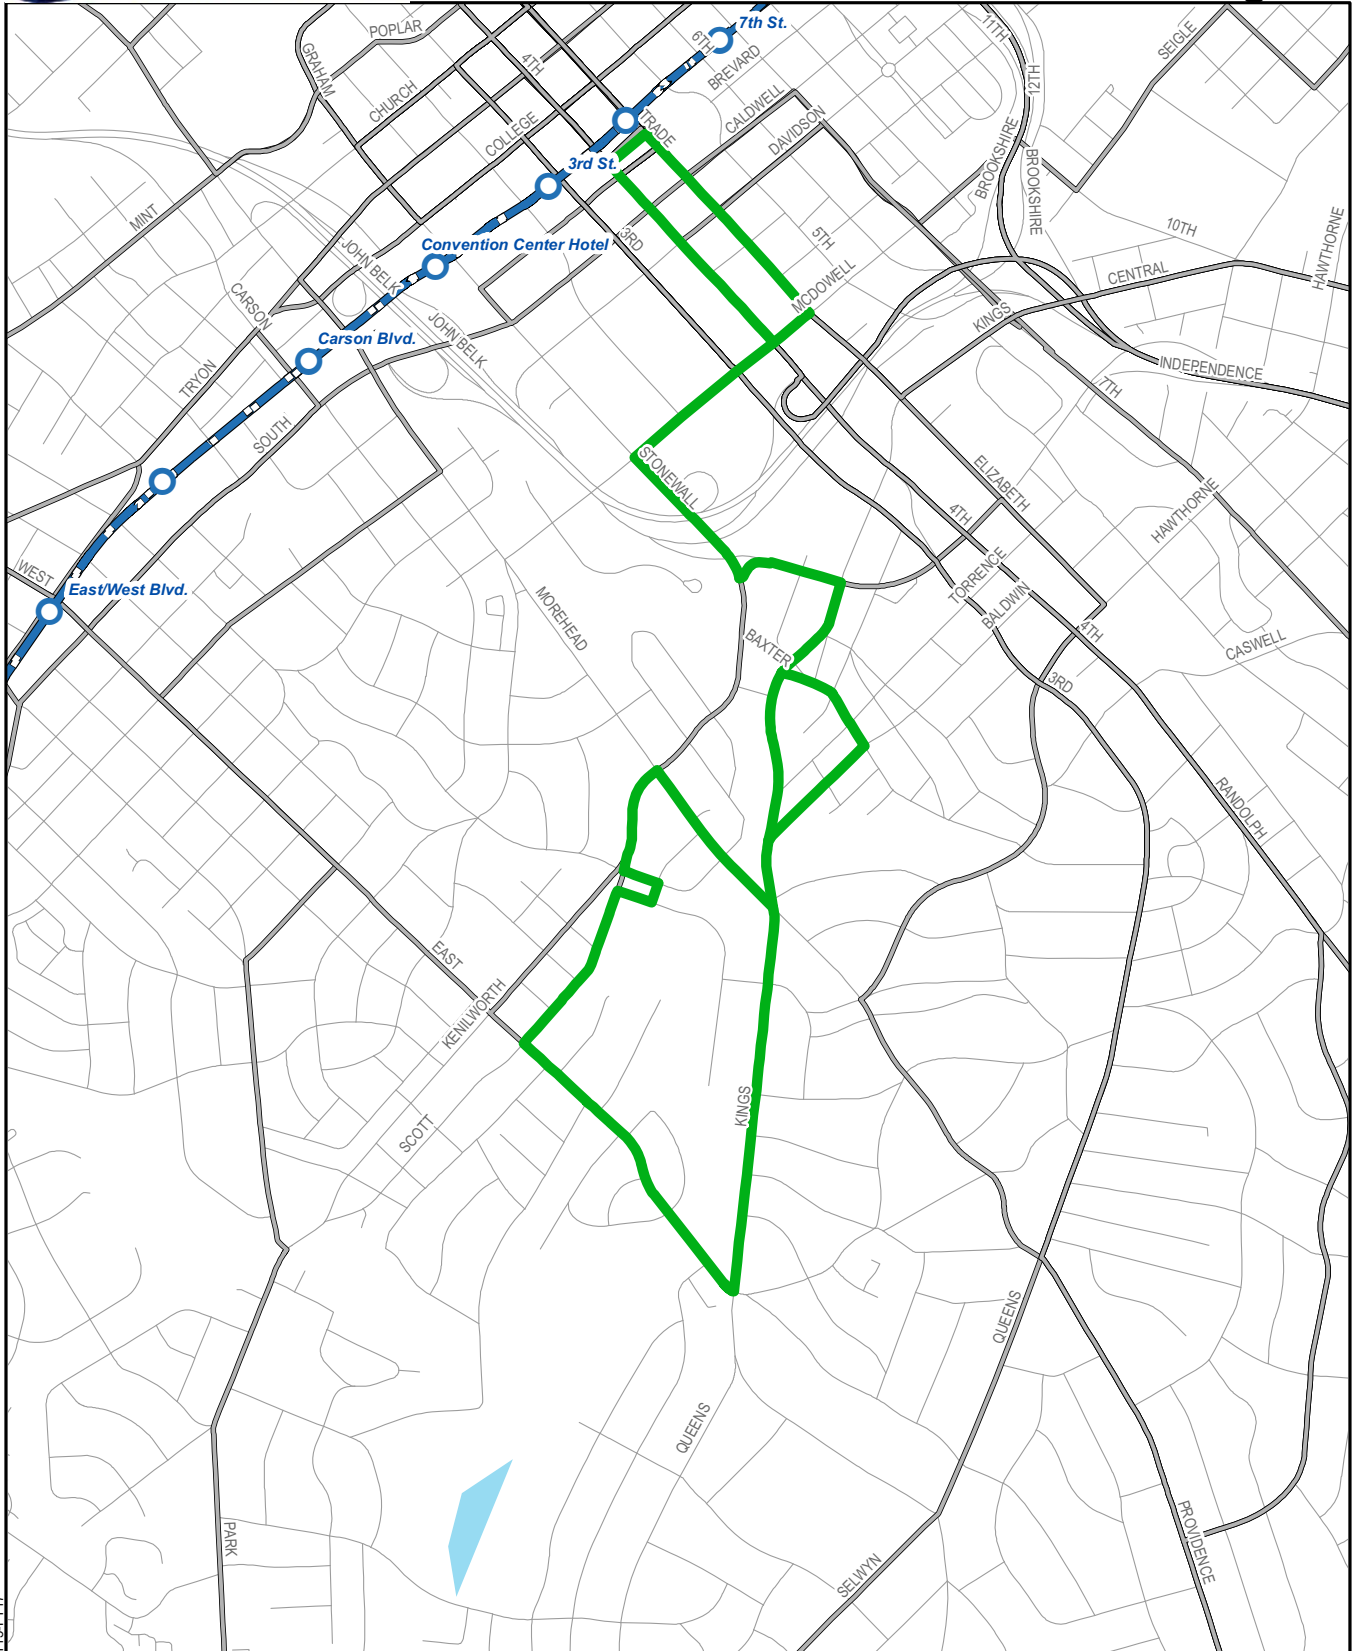 7th St.
POPLAR
6TH
11TH
SEIGLE
GRAHAM
4TH
BREVARD
12TH
CHURCH
CALDWELL
COLLEGE
TRADE
DAVIDSON
3rd St.
BROOKSHIRE
BROOKSHIRE
MINT
3RD
5TH
10TH
HAWTHORNE
Convention Center Hotel
JOHN BELK
MCDOWELL
CENTRAL
CARSON
KINGS
Carson Blvd.
JOHN BELK
INDEPENDENCE
TRYON
7TH
SOUTH
STONEWALL
ELIZABETH
4TH
HAWTHORNE
WEST
East/West Blvd.
TORRENCE
BALDWIN
MOREHEAD
4TH
BAXTER
CASWELL
3RD
RANDOLPH
EAST
KENILWORTH
KINGS
SCOTT
QUEENS
QUEENS
PARK
PROVIDENCE
SELWYN